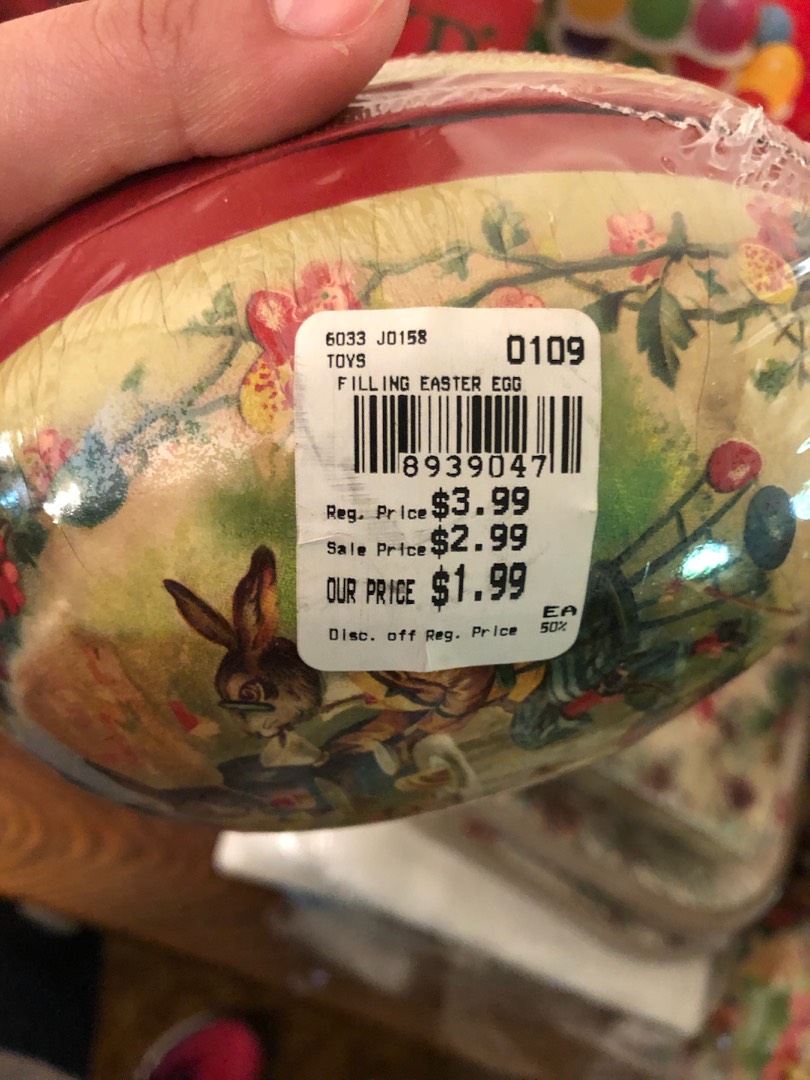 6033 J0158
0109
TOYS
FILLING EASTER EGG
8939047
Reg. Price $3.99
Sale Price $2.99
OUR PRICE $1.99
EA
Disc. off Reg. Price 50%